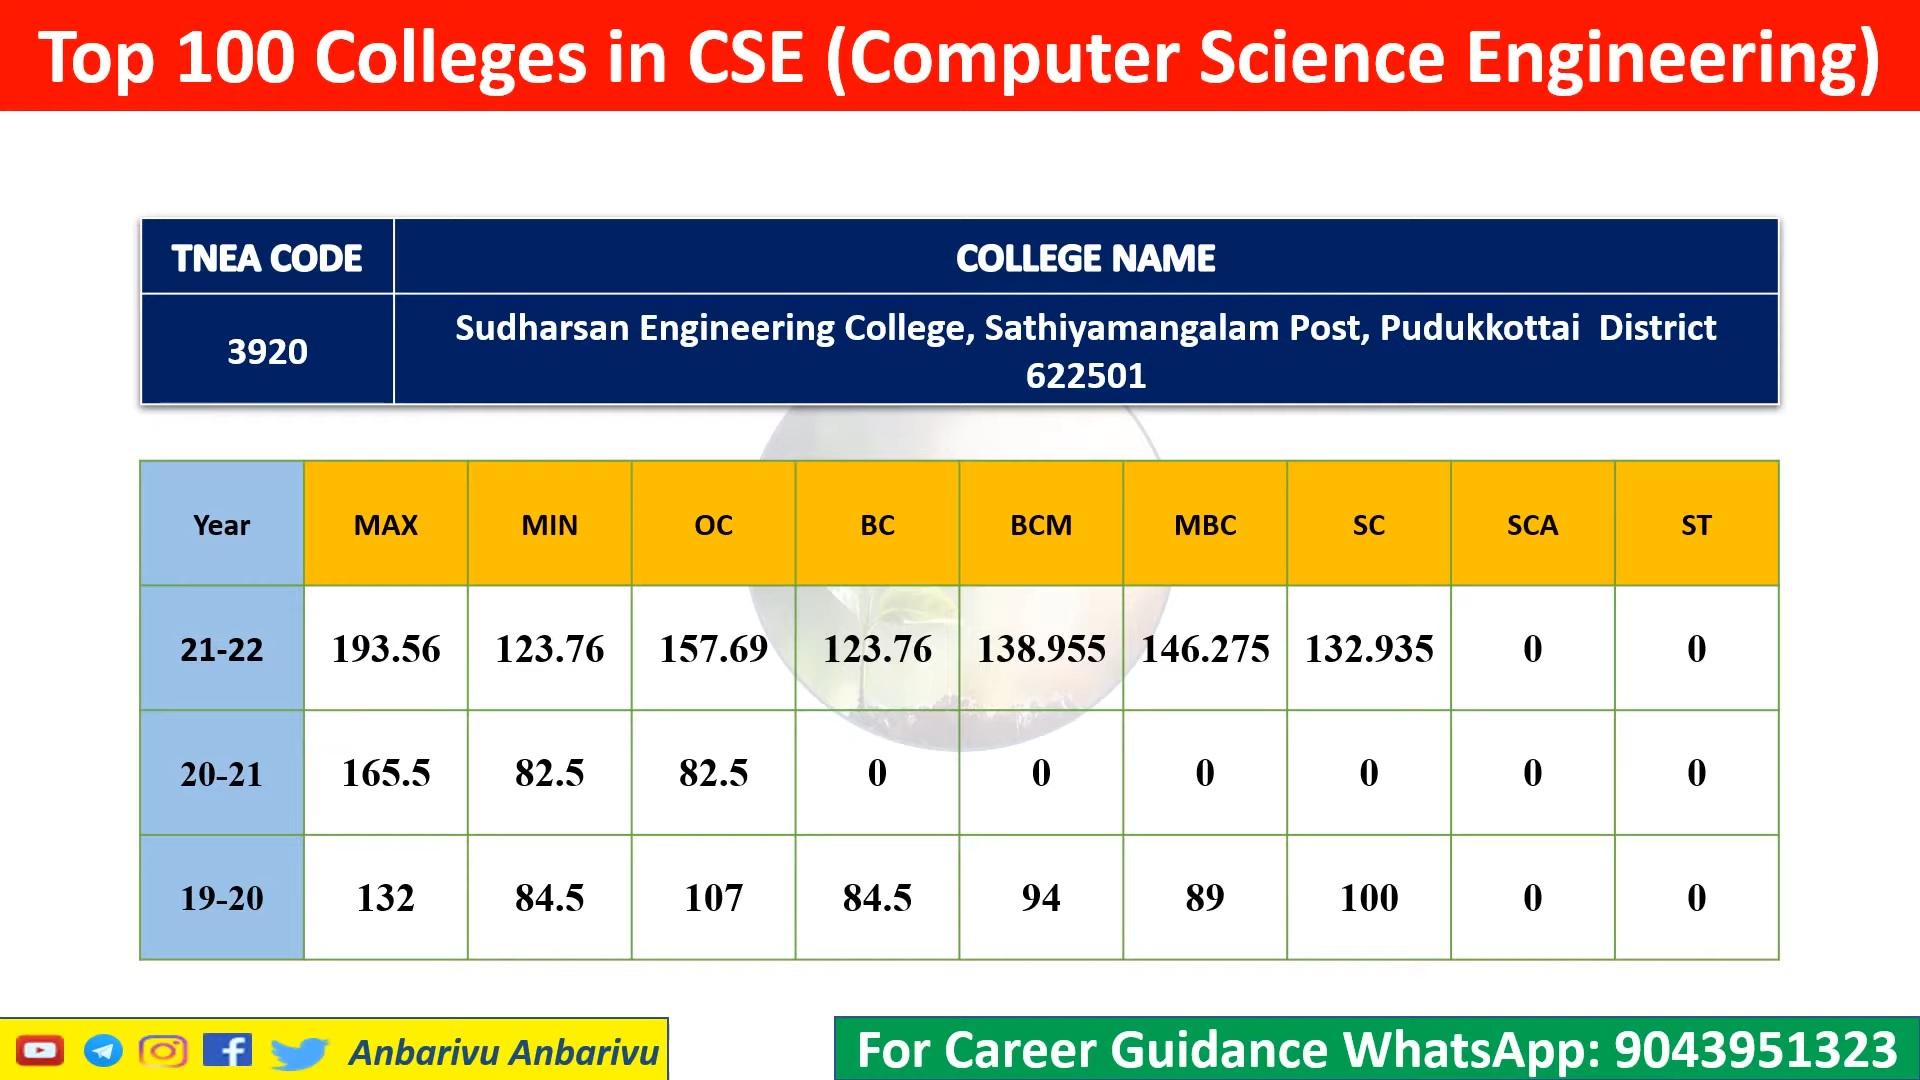 Top 100 Colleges in CSE (Computer Science Engineering)
TNEA CODE COLLEGE NAME
3920 Sudharsan Engineering College, Sathiyamangalam Post, Pudukkottai District
622501
Year MAX MIN OC BC BCM MBC SC SCA ST
21-22 193.56 123.76 157.69 123.76 138.955 146.275 132.935 0 0
20-21 165.5 82.5 82.5 0 0 0 0 0 0
19-20 132 84.5 107 84.5 94 89 100 0 0
Anbarivu Anbarivu
For Career Guidance WhatsApp: 9043951323